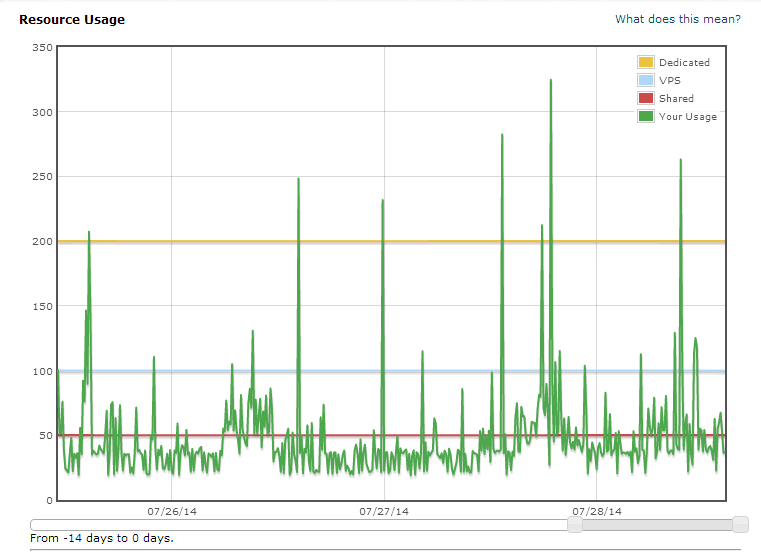 Resource Usage
What does this mean?
350
Dedicated
VPS
Shared
Your Usage
300
250
200
150
100
50
0
07/26/14
07/27/14
07/28/14
From -14 days to 0 days.